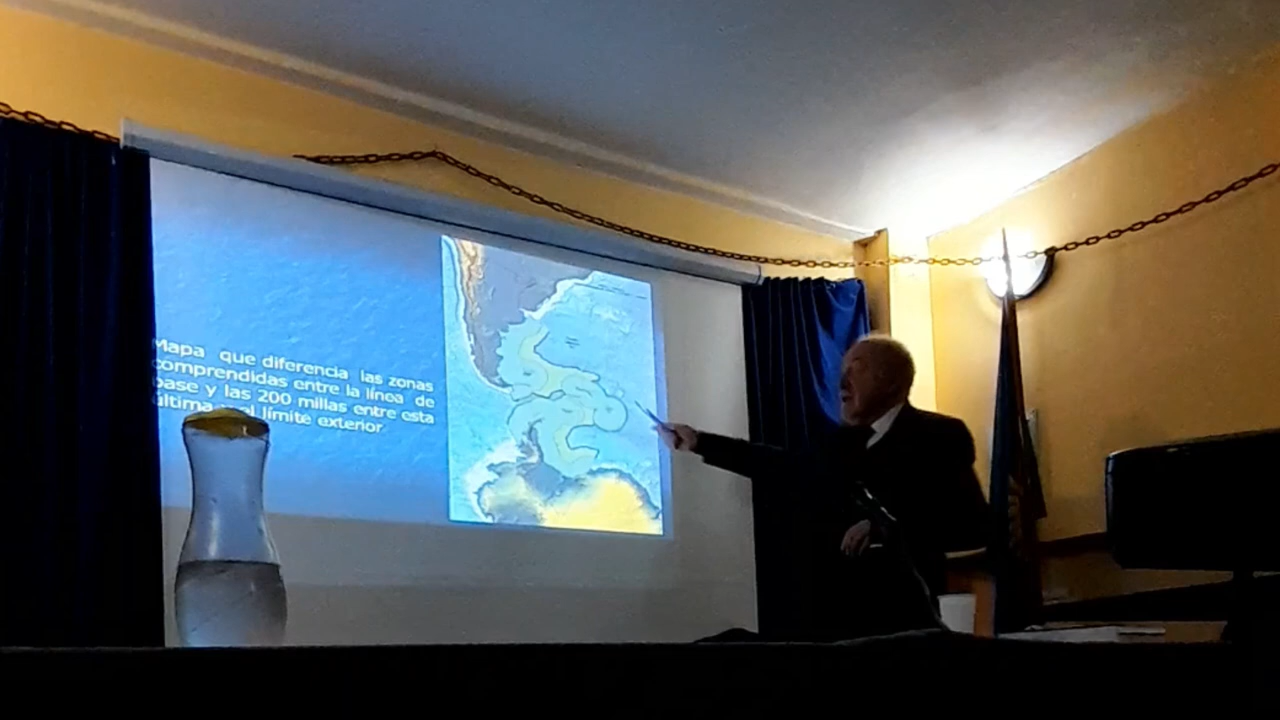 Mapa que diferencia las zonas
comprendidas entre la línea de
base y las 200 millas entre esta
última el límite exterior